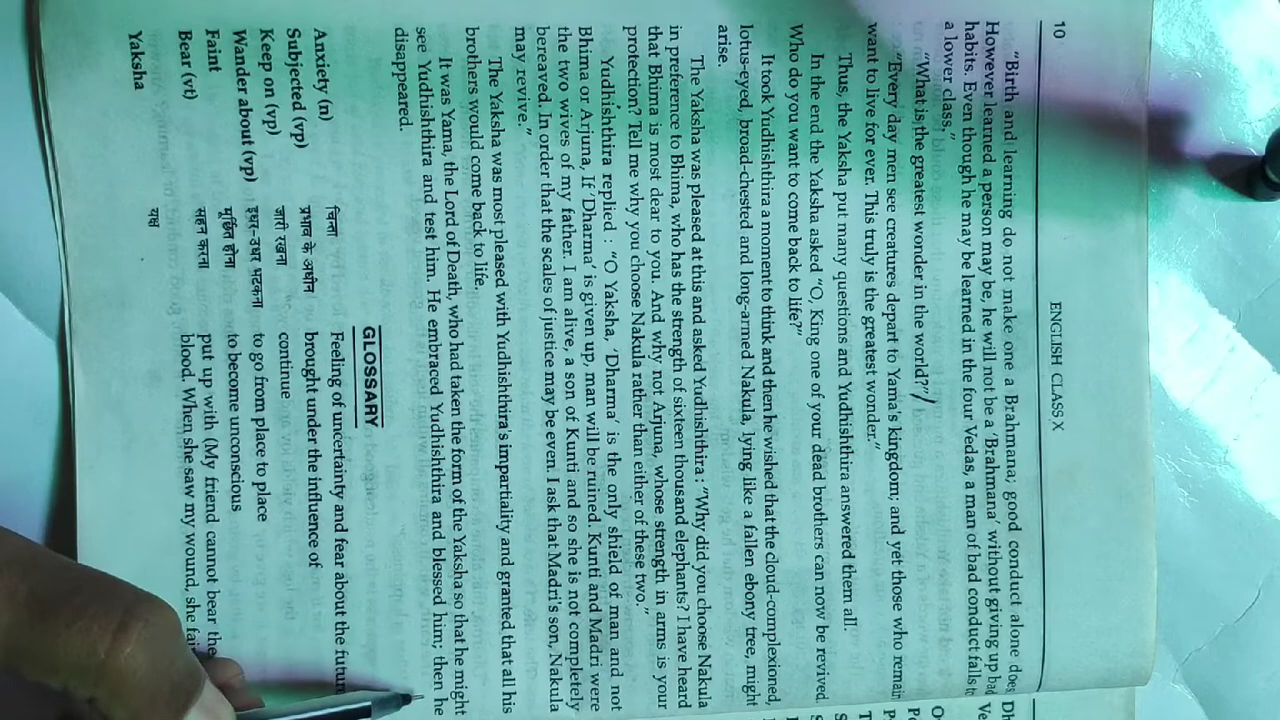 10 ENGLISH CLASS X
"Birth and learning do not make one a Brahmana; good conduct alone does
However learned a person may be, he will not be a 'Brahmana' without giving up bad
habits. Even though he may be learned in the four Vedas, a man of bad conduct falls to
a lower class."
"What is the greatest wonder in the world?"
"Every day men see creatures depart to Yama's kingdom; and yet those who remain
want to live for ever. This truly is the greatest wonder."
Thus, the Yaksha put many questions and Yudhishthira answered them all.
In the end the Yaksha asked "O, King one of your dead brothers can now be revived.
Who do you want to come back to life?"
It took Yudhishthira a moment to think and then he wished that the cloud-complexioned,
lotus-eyed, broad-chested and long-armed Nakula, lying like a fallen ebony tree, might
arise.
The Yaksha was pleased at this and asked Yudhishthira : "Why did you choose Nakula
in preference to Bhima, who has the strength of sixteen thousand elephants? I have heard
that Bhima is most dear to you. And why not Arjuna, whose strength in arms is your
protection? Tell me why you choose Nakula rather than either of these two."
Yudhishthira replied : "O Yaksha, 'Dharma' is the only shield of man and not
Bhima or Arjuna, If 'Dharma' is given up, man will be ruined. Kunti and Madri were
the two wives of my father. I am alive, a son of Kunti and so she is not completely
bereaved. In order that the scales of justice may be even. I ask that Madri's son, Nakula
may revive."
The Yaksha was most pleased with Yudhishthira's impartiality and granted that all his
brothers would come back to life.
It was Yama, the Lord of Death, who had taken the form of the Yaksha so that he might
see Yudhishthira and test him. He embraced Yudhishthira and blessed him; then he
disappeared.
GLOSSARY
Anxiety (n) चिन्ता Feeling of uncertainty and fear about the future
Subjected (vp) प्रभाव के अधीन brought under the influence of
Keep on (vp) जारी रखना continue
Wander about (vp) इधर-उधर भटकना to go from place to place
Faint मूर्छित होना to become unconscious
Bear (vt) सहन करना put up with (My friend cannot bear the
blood. When she saw my wound, she
Yaksha यक्ष